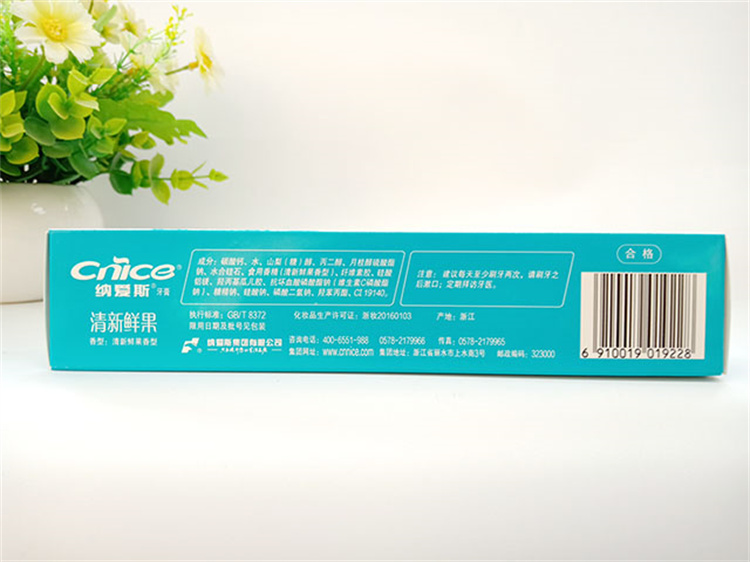 Cnice®
纳爱斯®牙膏
清新鲜果
香型：清新鲜果香型
成分：碳酸钙、水、山梨（糖）醇、丙二醇、月桂醇硫酸酯
钠、水合硅石、食用香精（清新鲜果香型）、纤维素胶、硅酸
铝镁、羟丙基瓜儿胶、抗坏血酸磷酸酯钠（维生素C磷酸酯
钠）、糖精钠、硅酸钠、磷酸二氢钠、羟苯丙酯、CI 19140。
注意：建议每天至少刷牙两次，请刷牙之
后漱口；定期拜访牙医。
执行标准：GB/T 8372
限用日期及批号见包装
化妆品生产许可证：浙妆20160103
产地：浙江
纳爱斯集团有限公司
咨询电话：400-6551-988 0578-2179966 传真：0578-2179965
集团网址：www.cnnice.com 集团地址：浙江省丽水市上水南3号 邮政编码：323000
合格
6 910019 019228